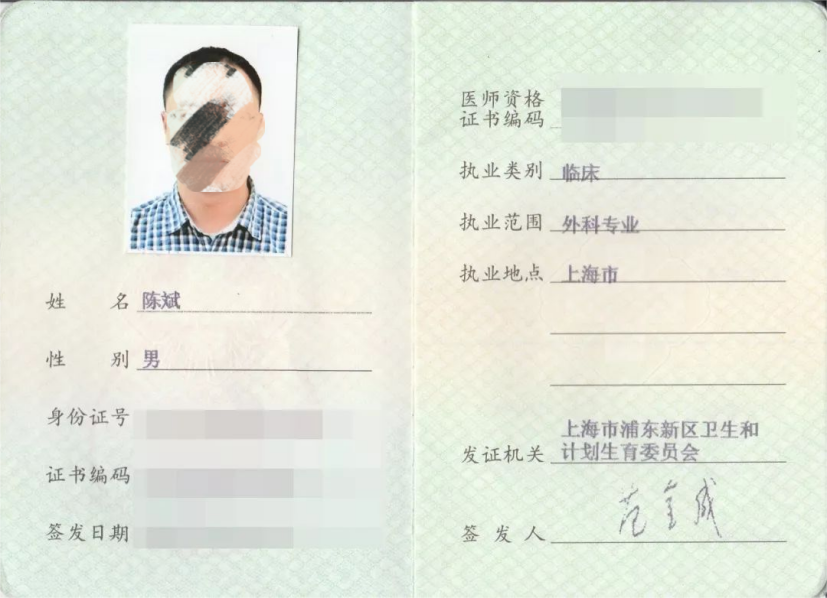 姓 名 陈斌
性 别 男
身份证号
证书编码
签发日期
医师资格
证书编码
执业类别 临床
执业范围 外科专业
执业地点 上海市
发证机关 上海市浦东新区卫生和
计划生育委员会
签 发 人 范金成